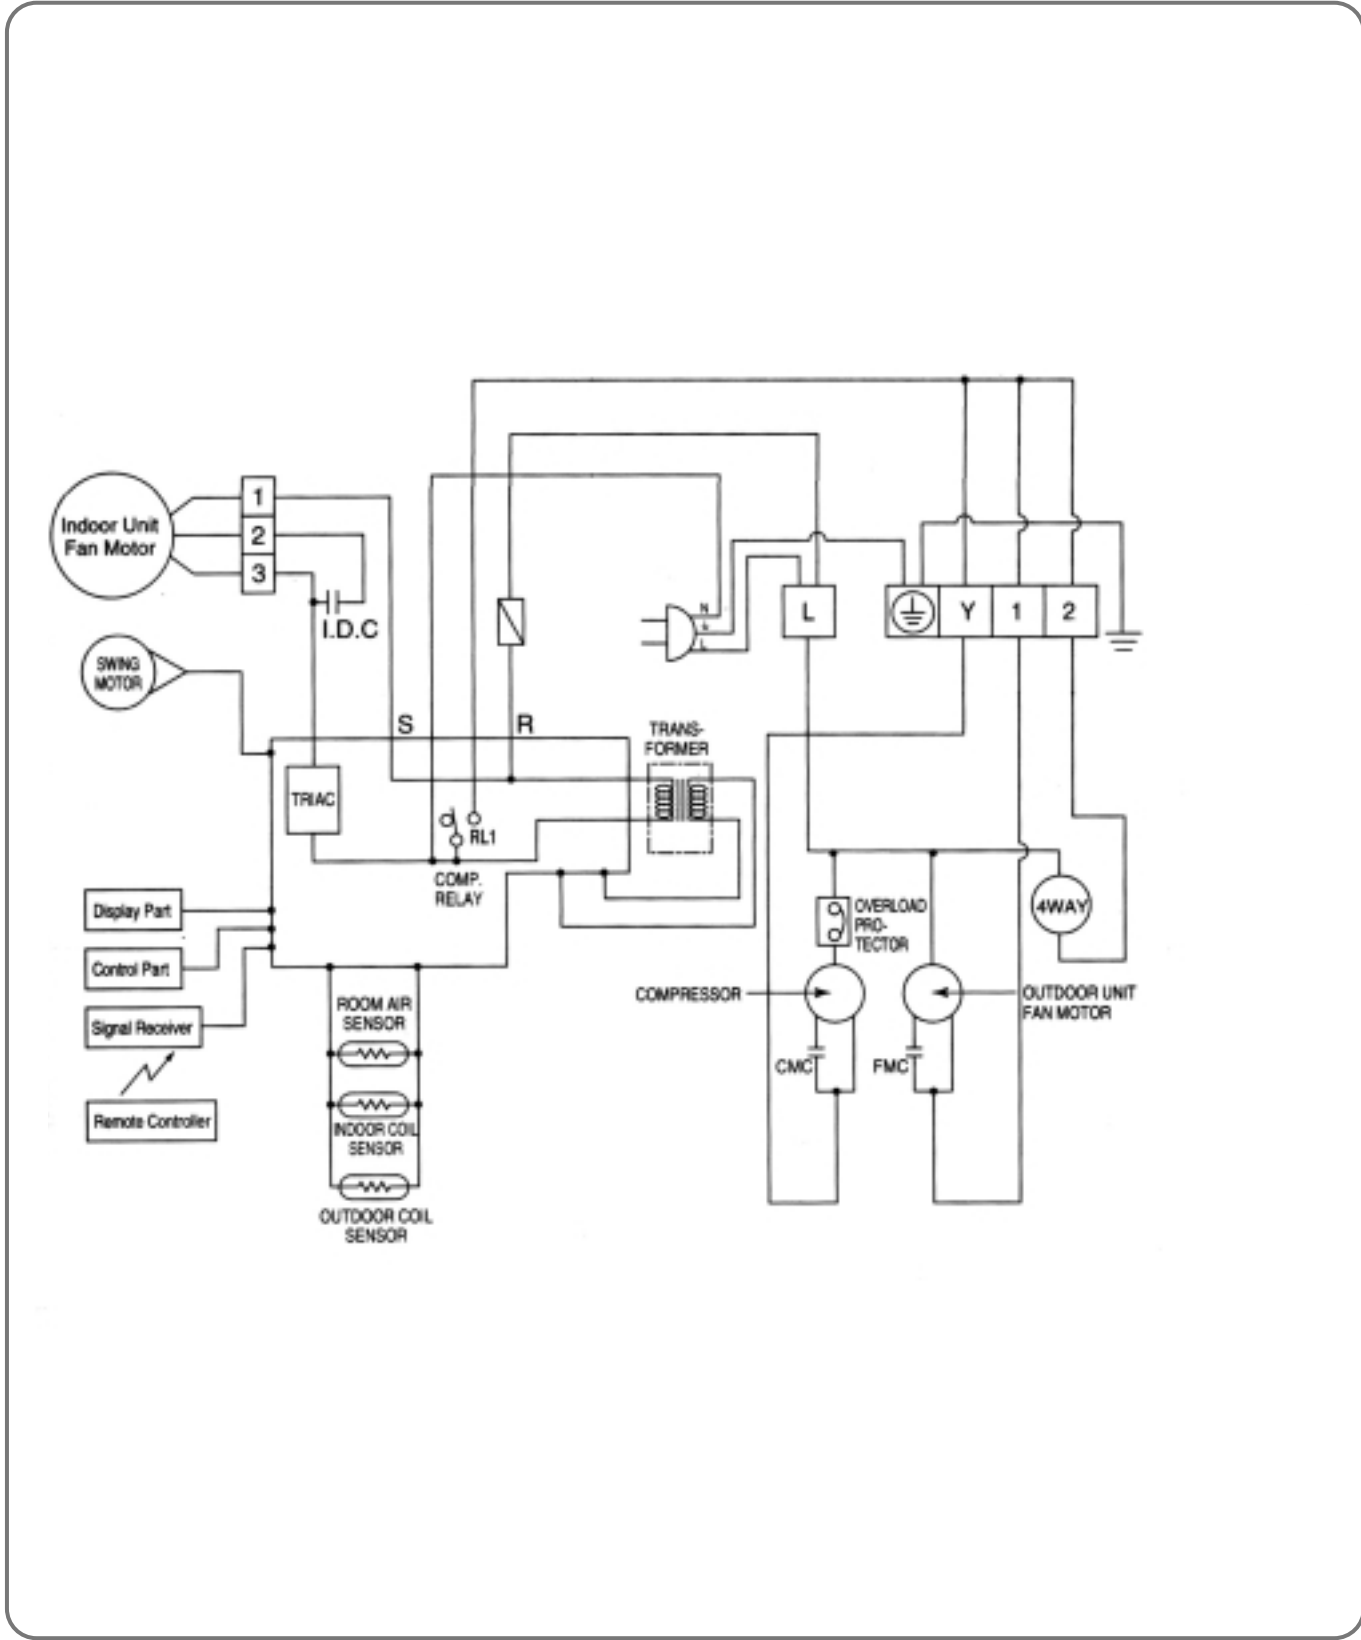 Indoor Unit
Fan Motor
1
2
3
I.D.C
SWING
MOTOR
S
R
N
L
L
Y
1
2
TRANS-
FORMER
TRIAC
RL1
COMP.
RELAY
Display Part
Control Part
Signal Receiver
Remote Controller
ROOM AIR
SENSOR
INDOOR COIL
SENSOR
OUTDOOR COIL
SENSOR
OVERLOAD
PRO-
TECTOR
4WAY
COMPRESSOR
OUTDOOR UNIT
FAN MOTOR
CMC
FMC